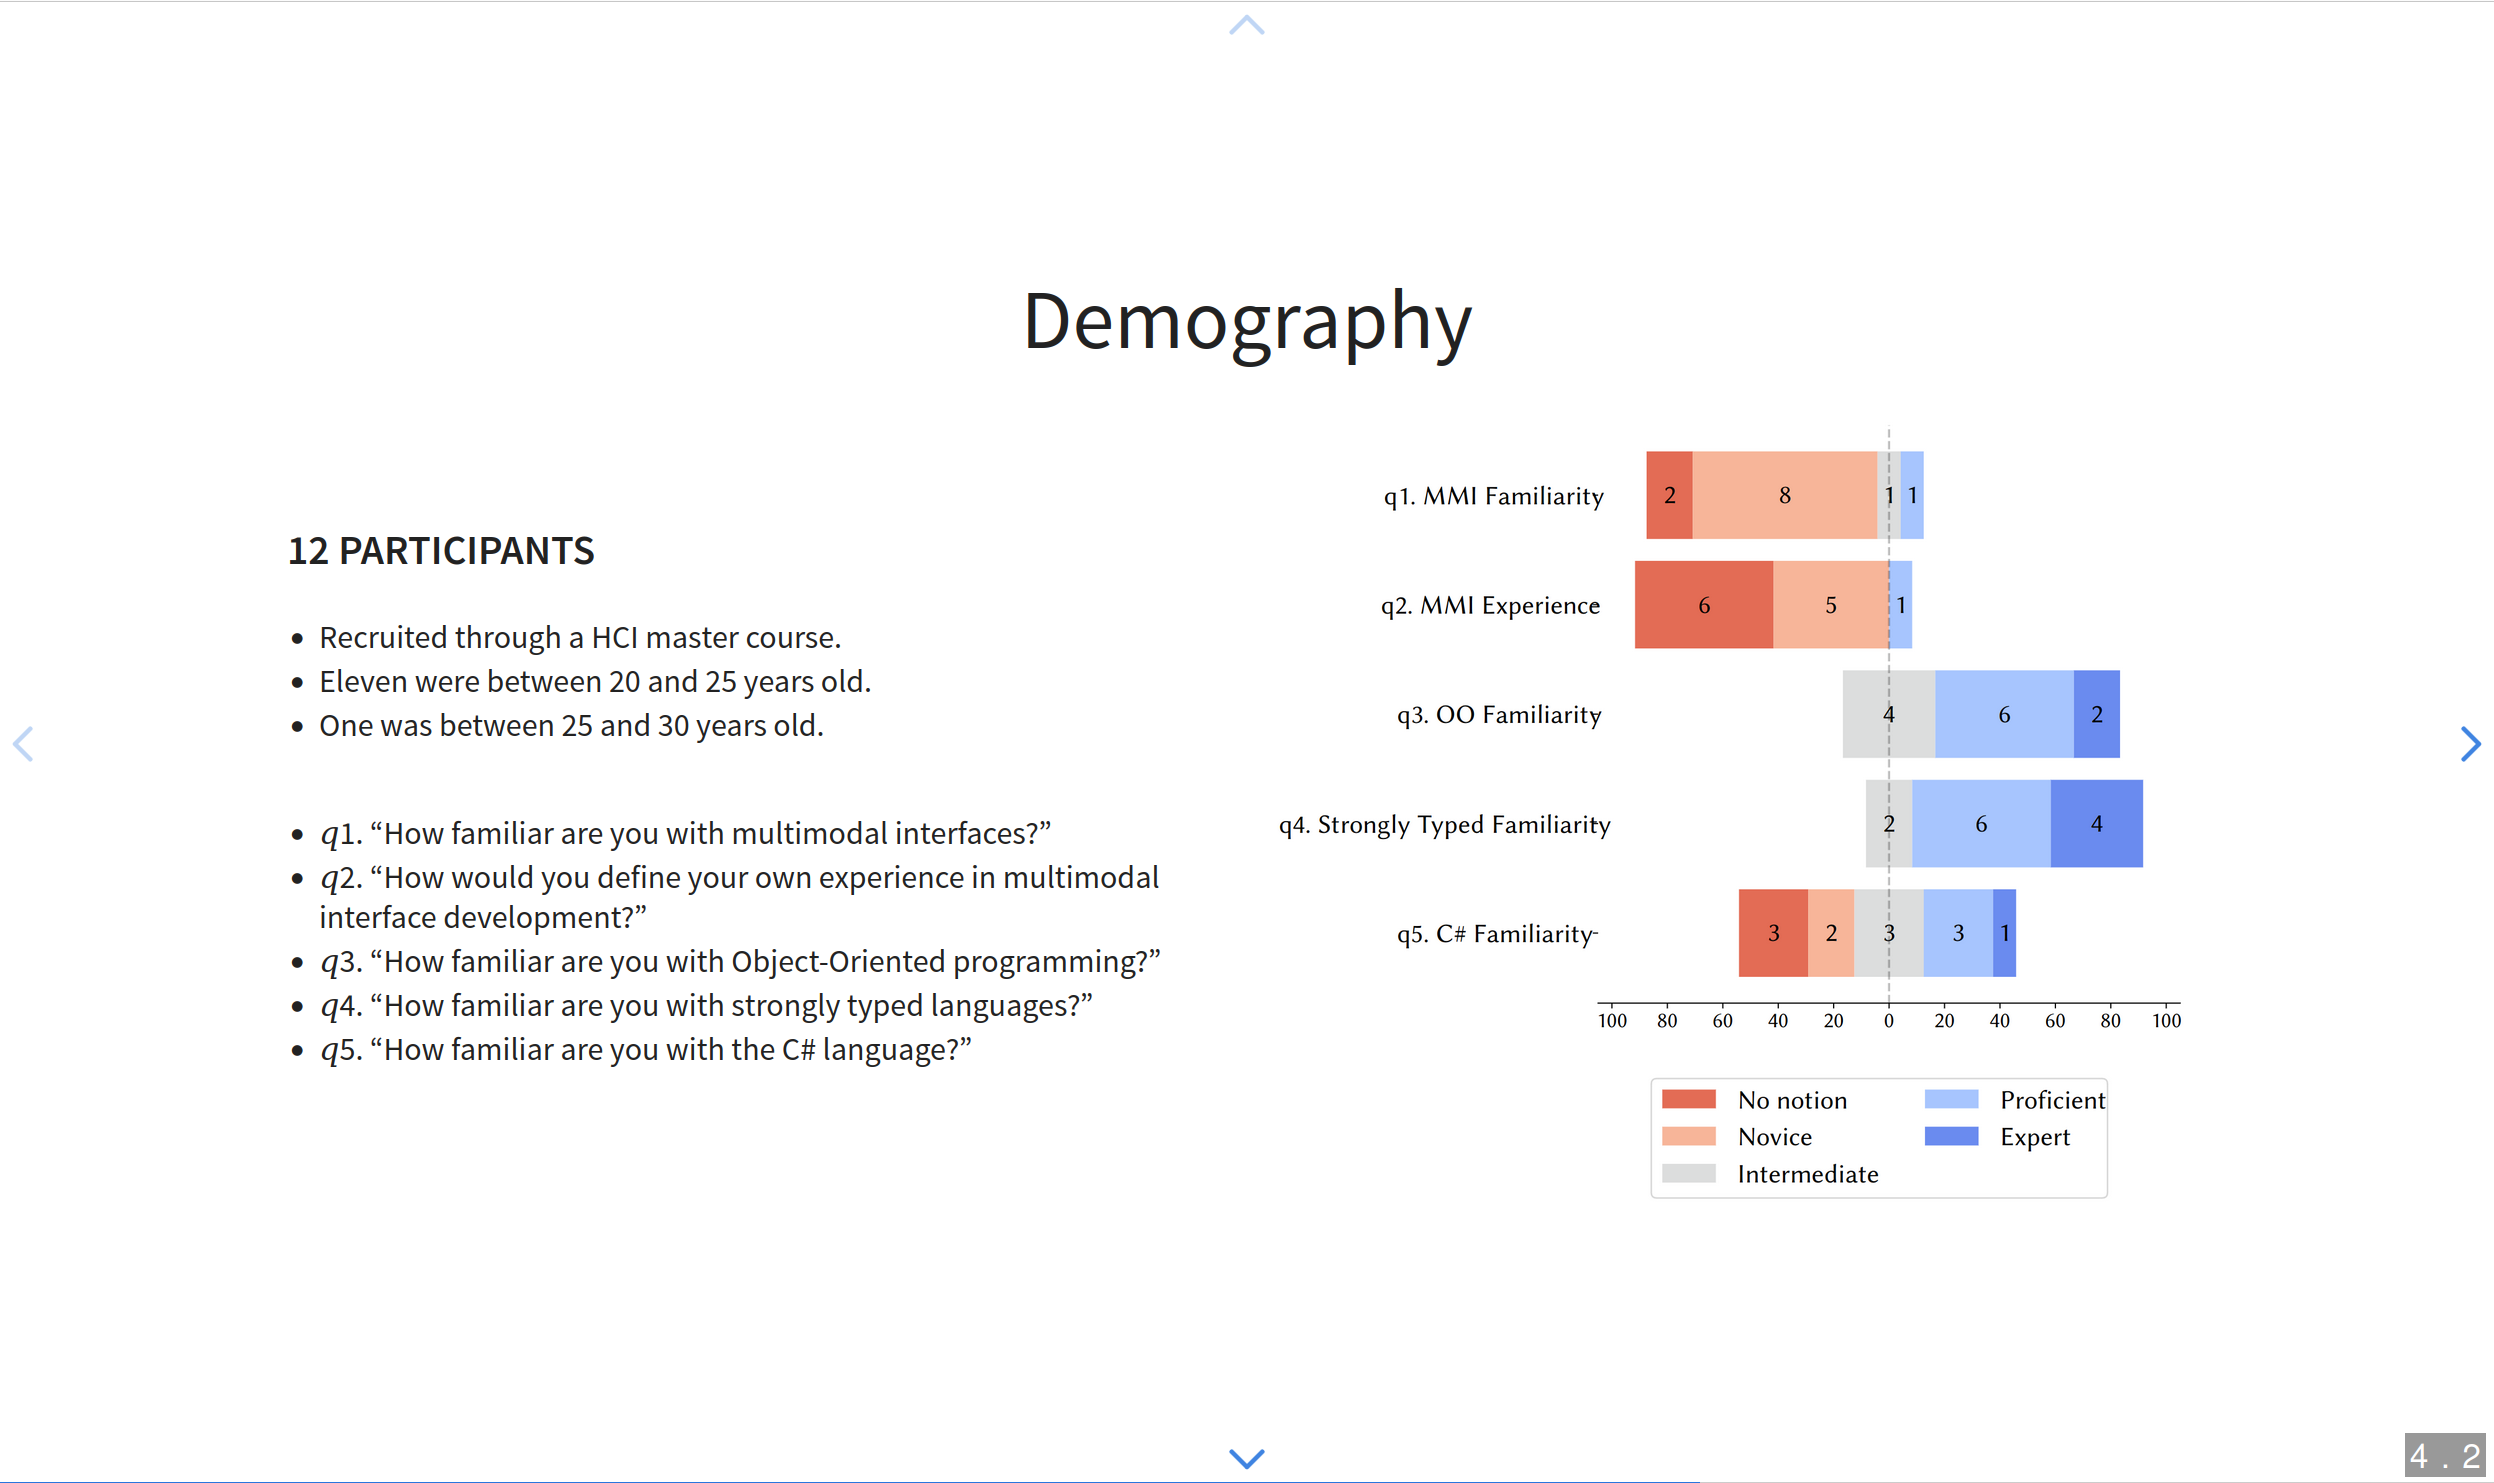 Demography
12 PARTICIPANTS
• Recruited through a HCI master course.
• Eleven were between 20 and 25 years old.
• One was between 25 and 30 years old.
• q1. “How familiar are you with multimodal interfaces?”
• q2. “How would you define your own experience in multimodal
interface development?”
• q3. “How familiar are you with Object-Oriented programming?”
• q4. “How familiar are you with strongly typed languages?”
• q5. “How familiar are you with the C# language?”
q1. MMI Familiarity 2 8 1 1
q2. MMI Experience 6 5 1
q3. OO Familiarity 4 6 2
q4. Strongly Typed Familiarity 2 6 4
q5. C# Familiarity 3 2 3 3 1
100 80 60 40 20 0 20 40 60 80 100
No notion Proficient
Novice Expert
Intermediate
4 . 2